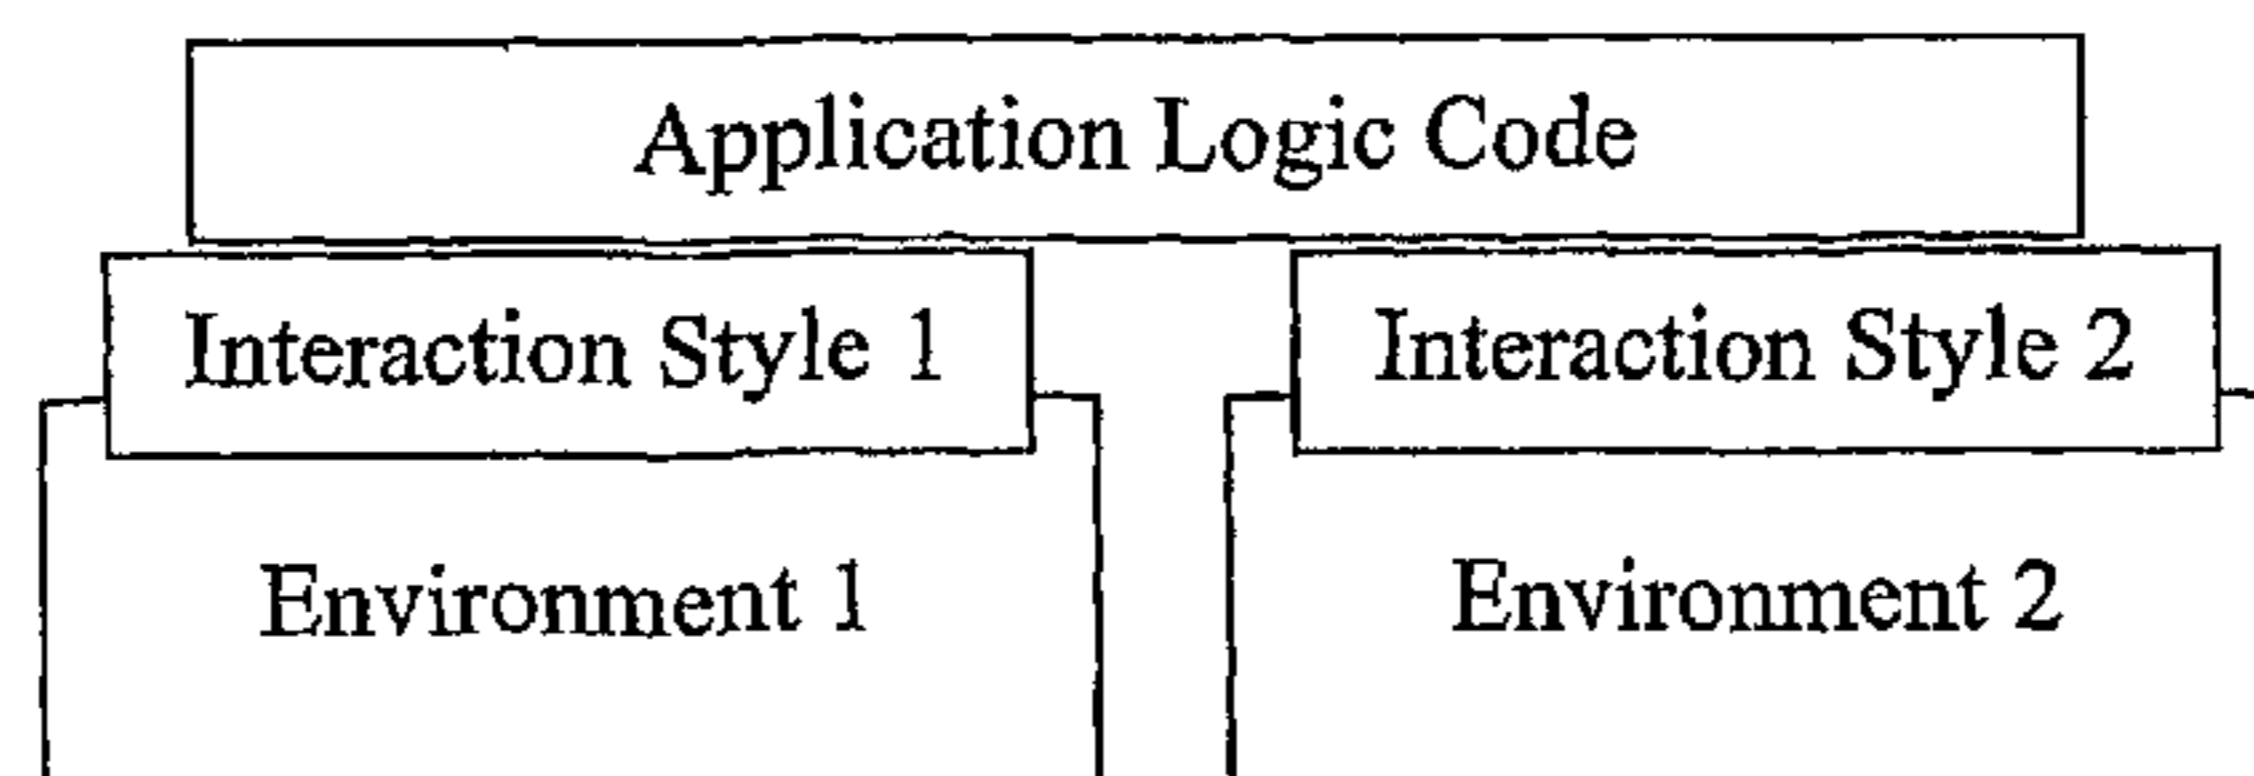 Application Logic Code
Interaction Style 1
Interaction Style 2
Environment 1
Environment 2